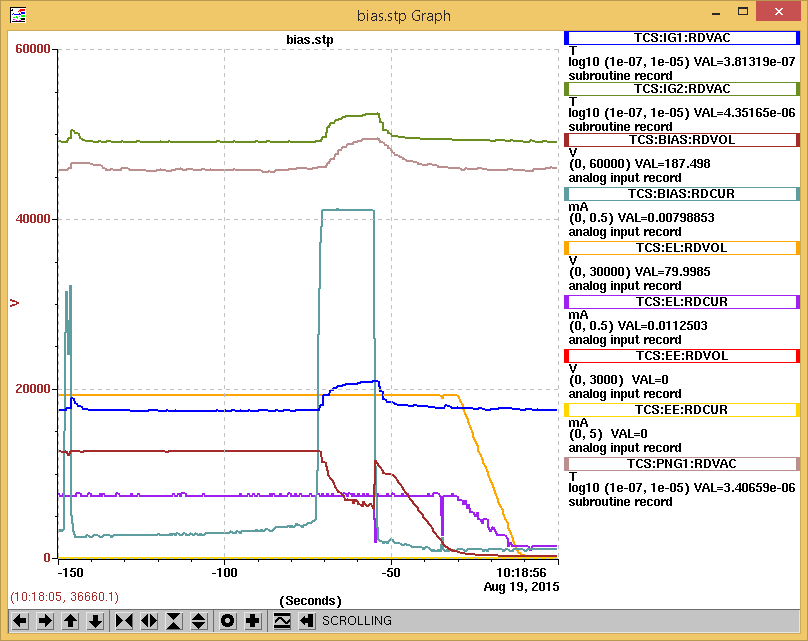 bias.stp Graph
bias.stp
60000
40000
V
20000
0
-150
-100
-50
10:18:56
Aug 19, 2015
(10:18:05, 36660.1)
(Seconds)
TCS:IG1:RDVAC
T
log10 (1e-07, 1e-05) VAL=3.81319e-07
subroutine record
TCS:IG2:RDVAC
T
log10 (1e-07, 1e-05) VAL=4.35165e-06
subroutine record
TCS:BIAS:RDVOL
V
(0, 60000) VAL=187.498
analog input record
TCS:BIAS:RDCUR
mA
(0, 0.5) VAL=0.00798853
analog input record
TCS:EL:RDVOL
V
(0, 30000) VAL=79.9985
analog input record
TCS:EL:RDCUR
mA
(0, 0.5) VAL=0.0112503
analog input record
TCS:EE:RDVOL
V
(0, 3000) VAL=0
analog input record
TCS:EE:RDCUR
mA
(0, 5) VAL=0
analog input record
TCS:PNG1:RDVAC
T
log10 (1e-07, 1e-05) VAL=3.40659e-06
subroutine record
SCROLLING